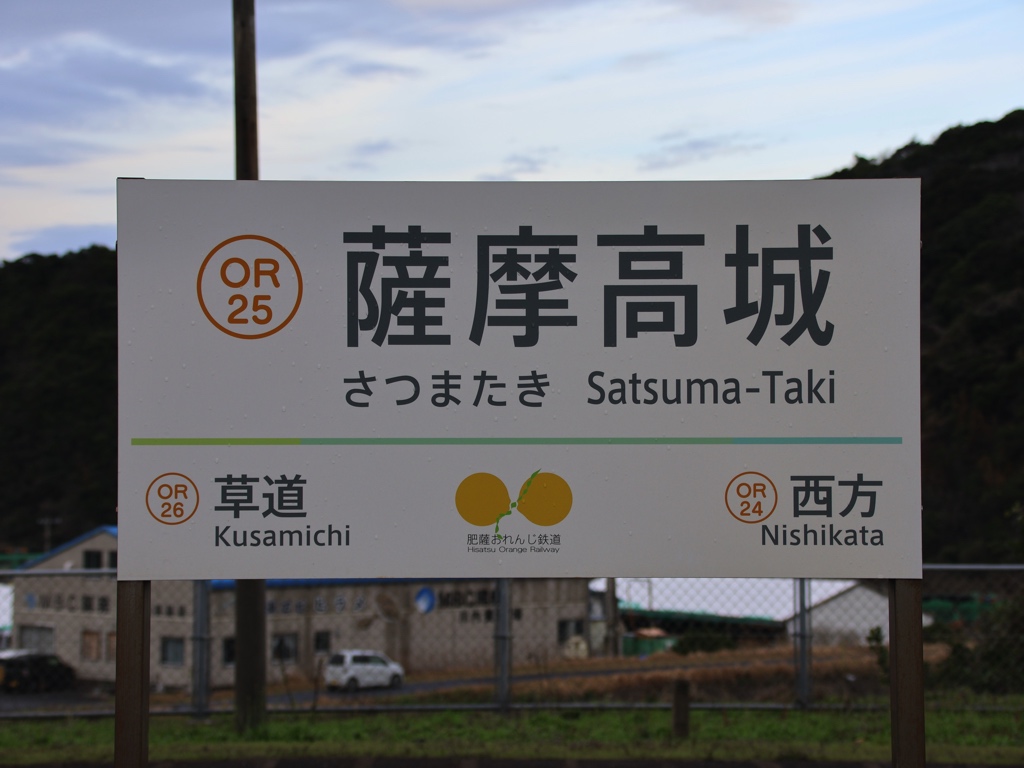 OR
25
薩摩高城
さつまたき Satsuma-Taki
OR
26
草道
Kusamichi
肥薩おれんじ鉄道
Hisatsu Orange Railway
OR
24
西方
Nishikata